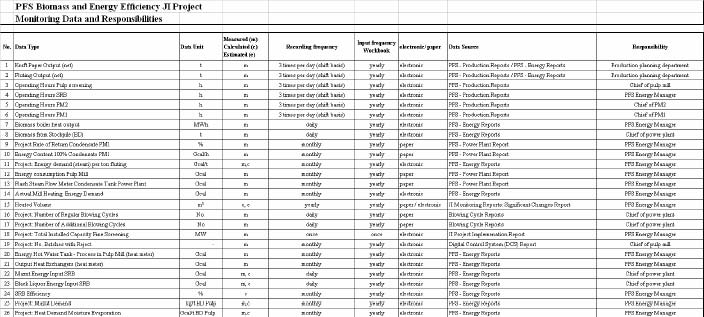 PFS Biomass and Energy Efficiency JI Project
Monitoring Data and Responsibilities
No. Data Type Data Unit Measured (m) Calculated (c) Estimated (e) Recording frequency Input frequency Workbook electronic/paper Data Source Responsibility
1 Kraft Paper Output (net) t m 3 times per day (shift basis) yearly electronic PFS - Production Reports / PFS - Energy Reports Production planning department
2 Fluting Output (net) t m 3 times per day (shift basis) yearly electronic PFS - Production Reports / PFS - Energy Reports Production planning department
3 Operating Hours Pulp screening h m 3 times per day (shift basis) yearly electronic PFS - Production Reports Chief of pulp mill
4 Operating Hours SRB h m 3 times per day (shift basis) yearly electronic PFS - Production Reports PFS Energy Manager
5 Operating Hours PM2 h m 3 times per day (shift basis) yearly electronic PFS - Production Reports Chief of PM2
6 Operating Hours PM1 h m 3 times per day (shift basis) yearly electronic PFS - Production Reports Chief of PM1
7 Biomass boiler heat output MWh m daily yearly electronic PFS - Energy Reports PFS Energy Manager
8 Biomass from Stockpile (BD) t m daily yearly electronic PFS - Energy Reports Chief of power plant
9 Project Rate of Return Condensate PM1 % m monthly yearly paper PFS - Power Plant Report PFS Energy Manager
10 Energy Content 100% Condensate PM1 Gcal/h m monthly yearly paper PFS - Power Plant Report PFS Energy Manager
11 Project: Energy demand (steam) per ton fluting Gcal/t m,c monthly yearly electronic PFS - Energy Reports PFS Energy Manager
12 Energy consumption Pulp Mill Gcal m monthly yearly paper PFS - Power Plant Report PFS Energy Manager
13 Flash Steam Flow Meter Condensate Tank Power Plant Gcal m monthly yearly paper PFS - Power Plant Report PFS Energy Manager
14 Actual Mill Heating Energy Demand Gcal m monthly yearly electronic PFS - Energy Reports PFS Energy Manager
15 Heated Volume m³ e, c yearly yearly paper / electronic JI Monitoring Reports: Significant Changes Report PFS Energy Manager
16 Project: Number of Regular Blowing Cycles No. m daily yearly paper Blowing Cycle Reports Chief of power plant
17 Project: Number of Additional Blowing Cycles No. m daily yearly paper Blowing Cycle Reports Chief of power plant
18 Project: Total Installed Capacity Fine Screening MW m once once electronic JI Project Implementation Report PFS Energy Manager
19 Project: No. Batches with Reject - m monthly yearly electronic Digital Control System (DCS) Report Chief of pulp mill
20 Energy Hot Water Tank - Process in Pulp Mill (heat meter) Gcal m monthly yearly electronic PFS - Energy Reports PFS Energy Manager
21 Output Heat Exchangers (heat meter) Gcal m monthly yearly electronic PFS - Energy Reports PFS Energy Manager
22 Mazut Energy Input SRB Gcal m, c daily yearly electronic PFS - Energy Reports Chief of power plant
23 Black Liquor Energy Input SRB Gcal m, c daily yearly electronic PFS - Energy Reports Chief of power plant
24 SRB Efficiency % c monthly yearly electronic PFS - Energy Reports PFS Energy Manager
25 Project: Mazut Demand kg/t HD Pulp m,c monthly yearly electronic PFS - Energy Reports PFS Energy Manager
26 Project: Heat Demand Moisture Evaporation Gcal/t HD Pulp m,c monthly yearly electronic PFS - Energy Reports PFS Energy Manager